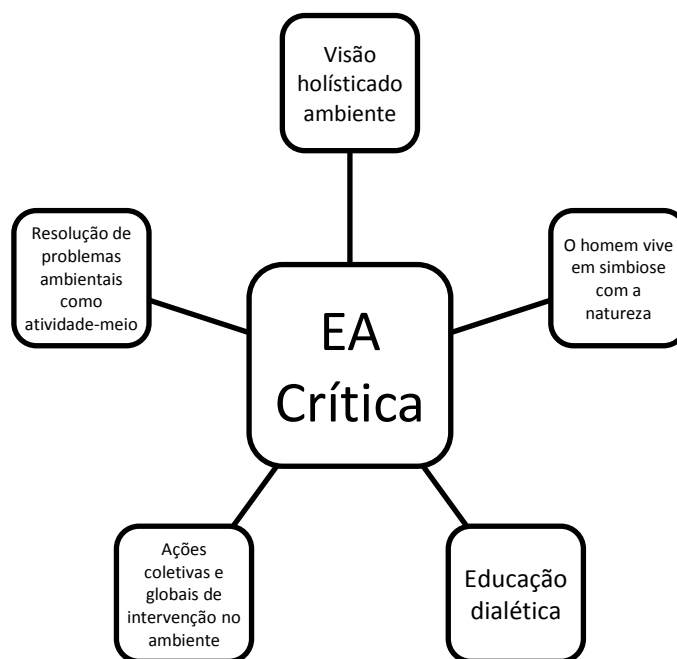 Visão
holísticado
ambiente
Resolução de
problemas
ambientais
como
atividade-meio
O homem vive
em simbiose
com a
natureza
EA
Crítica
Ações
coletivas e
globais de
intervenção no
ambiente
Educação
dialética